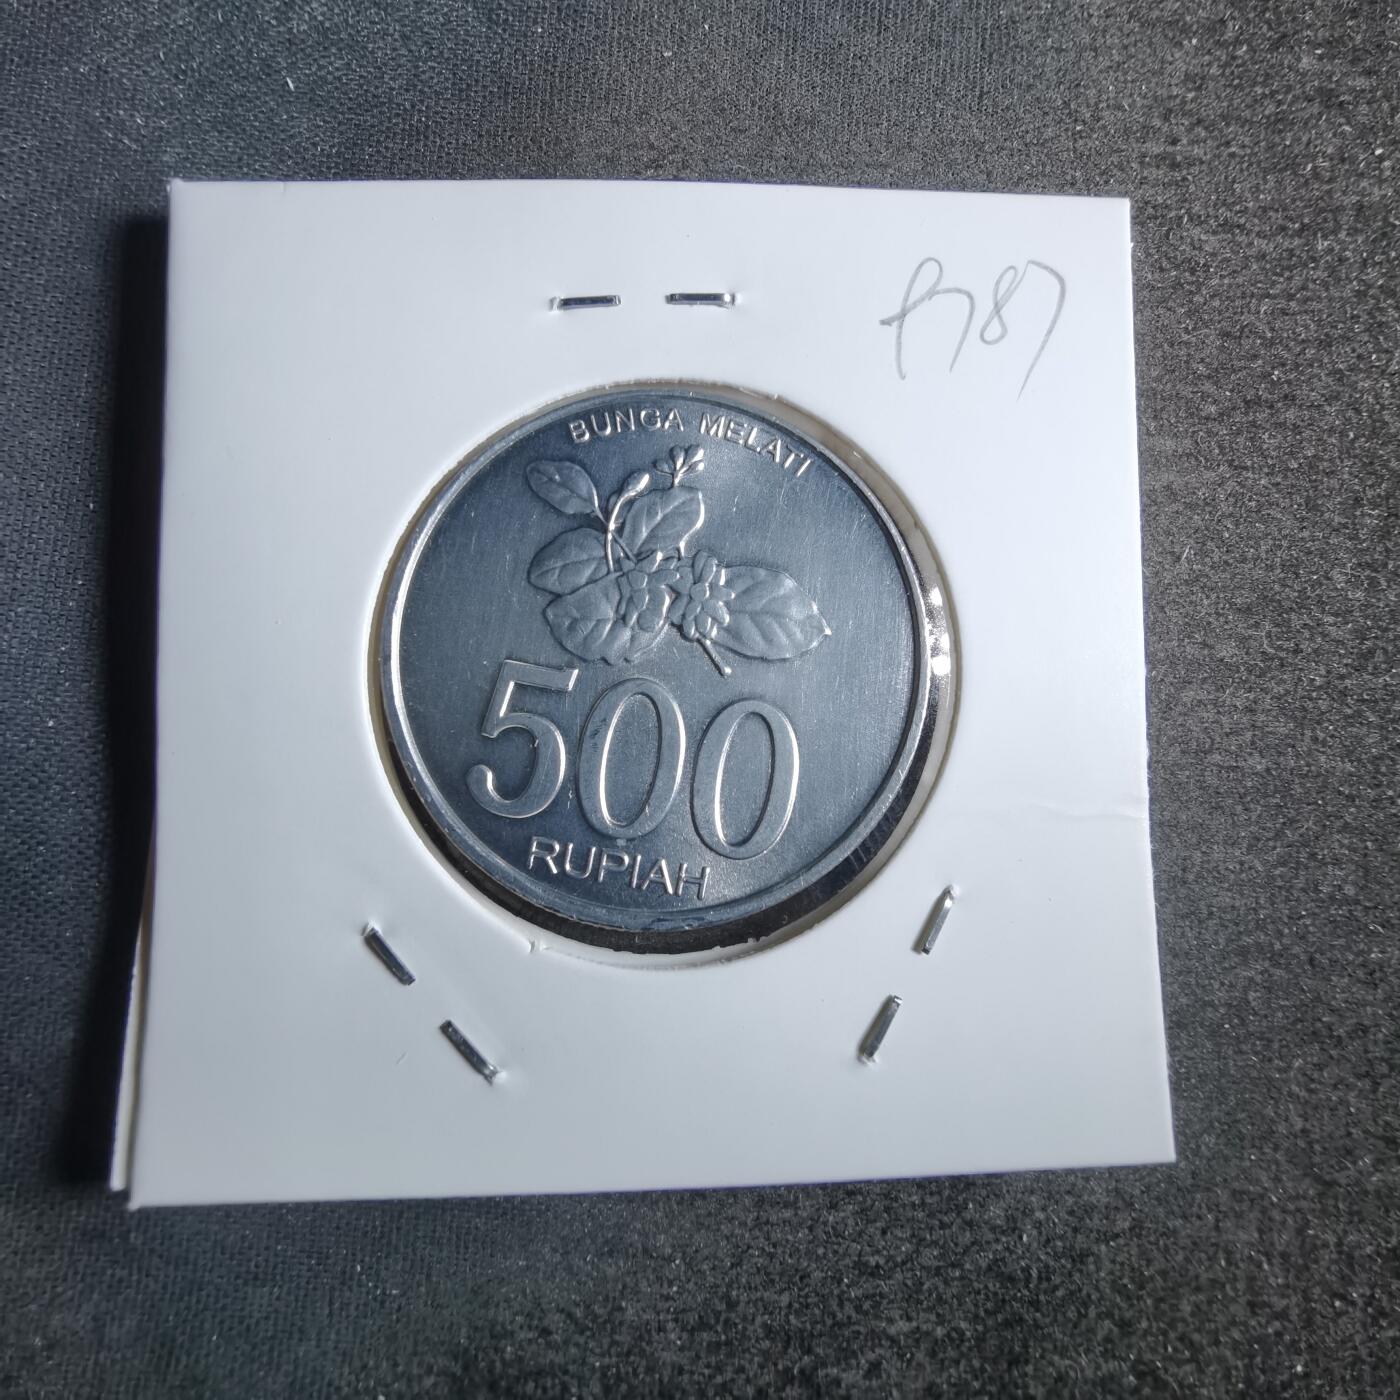 BUNGA MELATI
500
RUPIAH